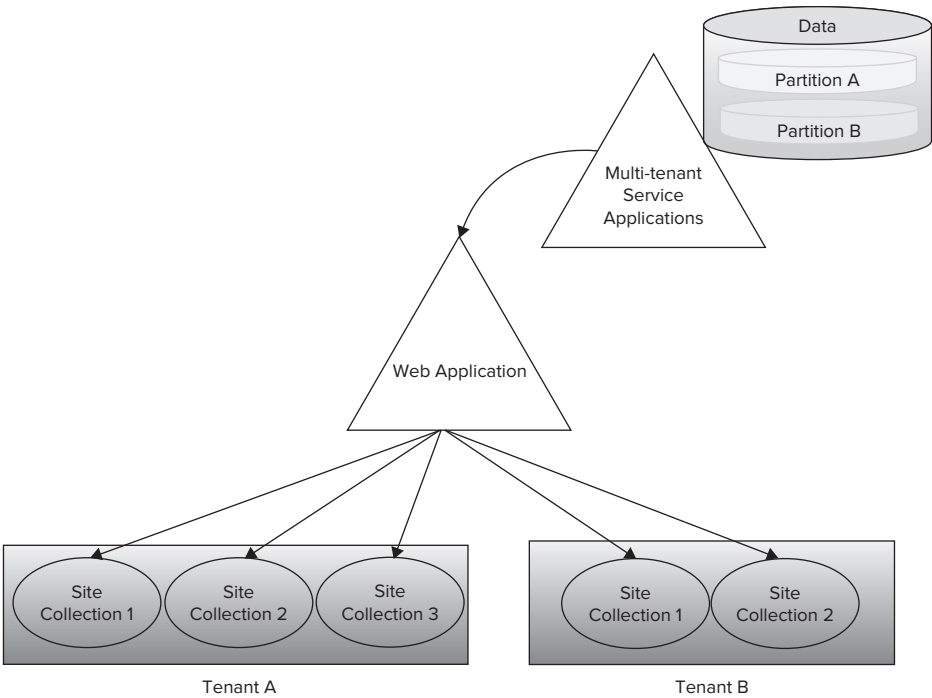 Data
Partition A
Partition B
Multi-tenant
Service
Applications
Web Application
Site
Collection 1
Site
Collection 2
Site
Collection 3
Site
Collection 1
Site
Collection 2
Tenant A
Tenant B